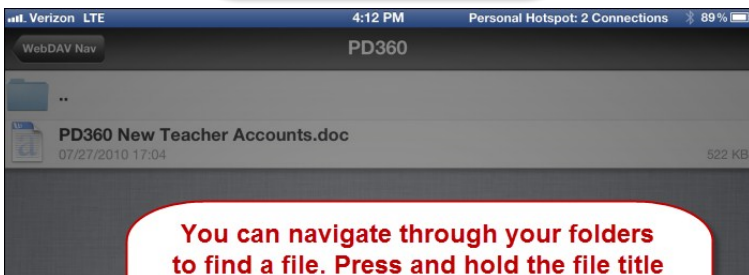 Verizon LTE 4:12 PM Personal Hotspot: 2 Connections 89%
WebDAV Nav PD360
..
PD360 New Teacher Accounts.doc
07/27/2010 17:04 522 KB
You can navigate through your folders
to find a file. Press and hold the file title